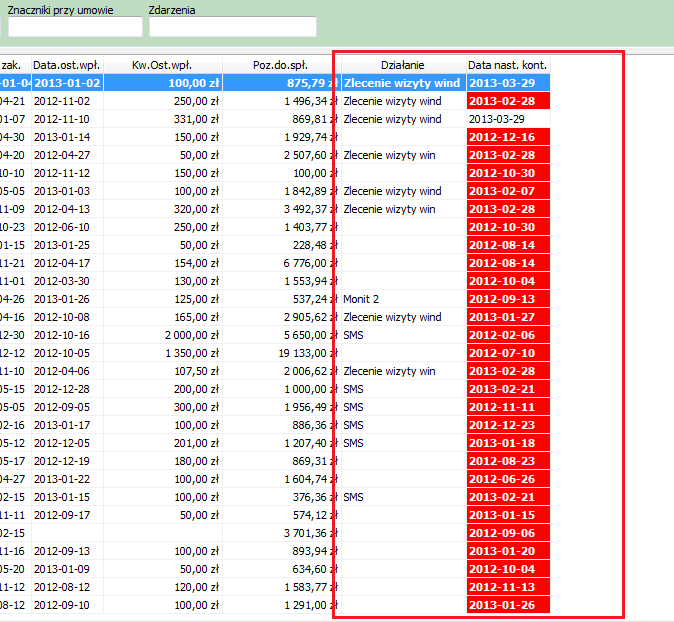 Znaczniki przy umowie Zdarzenia
zak. Data.ost.wpł. Kw.Ost.wpł. Poz.do.spł. Działanie Data nast. kont.
-01-04 2013-01-02 100,00 zł 875,79 zł Zlecenie wizyty wind 2013-03-29
04-21 2012-11-02 250,00 zł 1 496,34 zł Zlecenie wizyty wind 2013-02-28
01-07 2012-11-10 331,00 zł 869,81 zł Zlecenie wizyty wind 2013-03-29
04-30 2013-01-14 150,00 zł 1 929,74 zł 2012-12-16
04-20 2012-04-27 50,00 zł 2 507,60 zł Zlecenie wizyty win 2013-02-28
10-10 2012-11-12 150,00 zł 100,00 zł 2012-10-30
05-05 2013-01-03 100,00 zł 1 842,89 zł Zlecenie wizyty wind 2013-02-07
11-09 2012-04-13 320,00 zł 3 492,37 zł Zlecenie wizyty win 2013-02-28
10-23 2012-06-10 250,00 zł 1 403,77 zł 2012-10-30
01-15 2013-01-25 50,00 zł 228,48 zł 2012-08-14
11-21 2012-04-17 154,00 zł 6 776,00 zł 2012-08-14
11-01 2012-03-30 130,00 zł 1 553,94 zł 2012-10-04
04-26 2013-01-26 125,00 zł 537,24 zł Monit 2 2012-09-13
04-16 2012-10-08 165,00 zł 2 905,62 zł Zlecenie wizyty wind 2013-01-27
12-30 2012-10-16 2 000,00 zł 5 650,00 zł SMS 2012-02-06
12-12 2012-10-05 1 350,00 zł 19 133,00 zł 2012-07-10
11-10 2012-04-06 107,50 zł 2 006,62 zł Zlecenie wizyty win 2013-02-28
05-15 2012-12-28 200,00 zł 1 000,00 zł SMS 2013-02-21
05-05 2012-09-05 300,00 zł 1 956,49 zł SMS 2012-11-11
02-16 2013-01-17 100,00 zł 886,36 zł SMS 2012-12-23
05-12 2012-12-05 201,00 zł 1 207,40 zł SMS 2013-01-18
05-17 2012-12-19 180,00 zł 869,31 zł 2012-08-23
04-27 2013-01-22 100,00 zł 1 604,74 zł 2012-06-26
02-15 2013-01-15 100,00 zł 376,36 zł SMS 2013-02-21
11-11 2012-09-17 50,00 zł 574,12 zł 2013-01-15
02-15 3 701,36 zł 2012-09-06
11-16 2012-09-13 100,00 zł 893,94 zł 2013-01-20
05-20 2013-01-09 50,00 zł 634,60 zł 2012-10-04
11-12 2012-08-12 120,00 zł 1 583,77 zł 2012-11-13
08-12 2012-09-10 100,00 zł 1 291,00 zł 2013-01-26